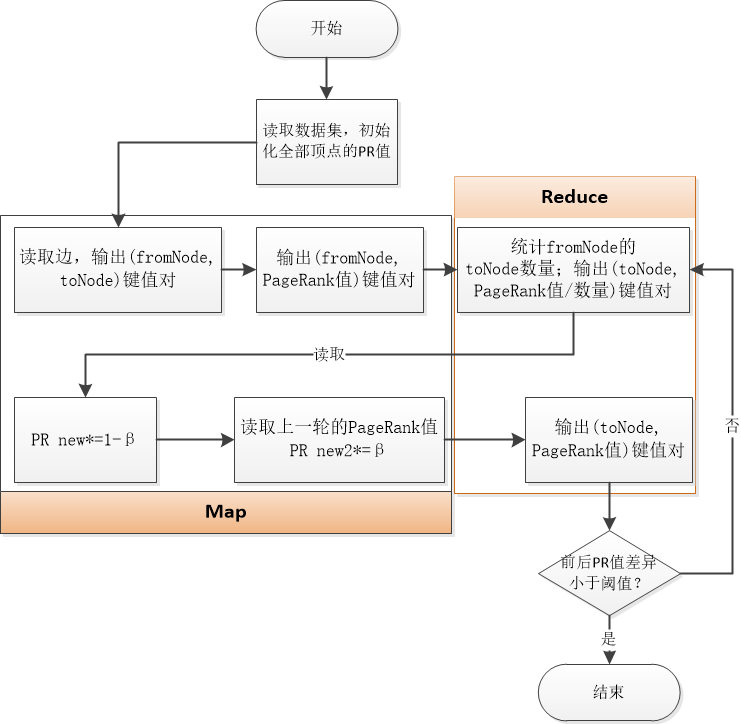 开始
读取数据集，初始
化全部顶点的PR值
Reduce
读取边，输出(fromNode,
toNode)键值对
输出(fromNode,
PageRank值)键值对
统计fromNode的
toNode数量；输出(toNode,
PageRank值/数量)键值对
读取
PR new*=1-β
读取上一轮的PageRank值
PR new2*=β
输出(toNode,
PageRank值)键值对
否
Map
前后PR值差异
小于阈值？
是
结束